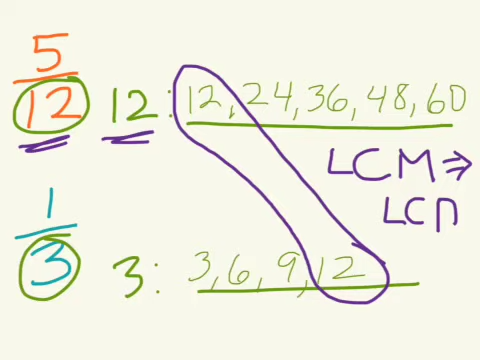 5
12
12: 12, 24, 36, 48, 60
LCM ⇒
LCD
1
3
3: 3, 6, 9, 12